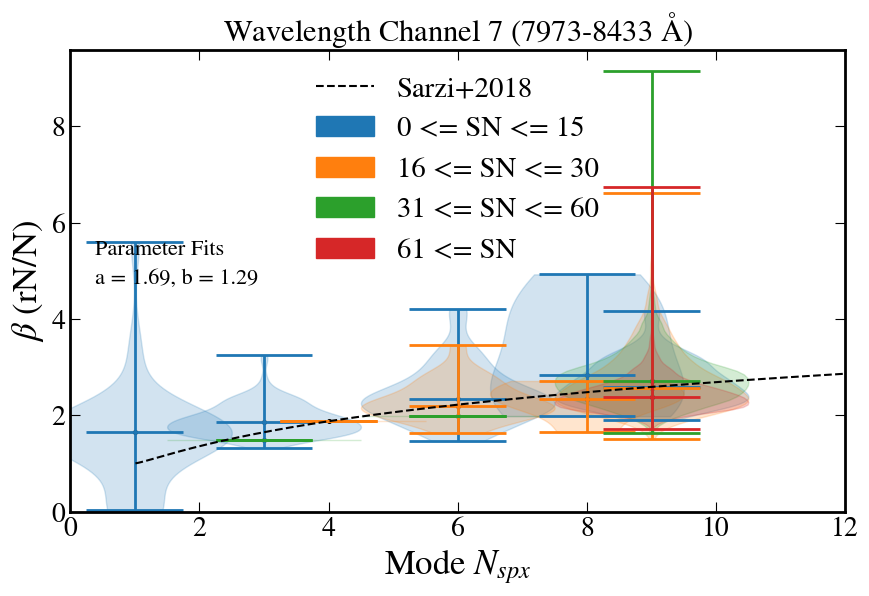 Wavelength Channel 7 (7973-8433 Å)
Sarzi+2018
0 <= SN <= 15
16 <= SN <= 30
31 <= SN <= 60
61 <= SN
Parameter Fits
a = 1.69, b = 1.29
β (rN/N)
8
6
4
2
0
0 2 4 6 8 10 12
Mode N_{spx}